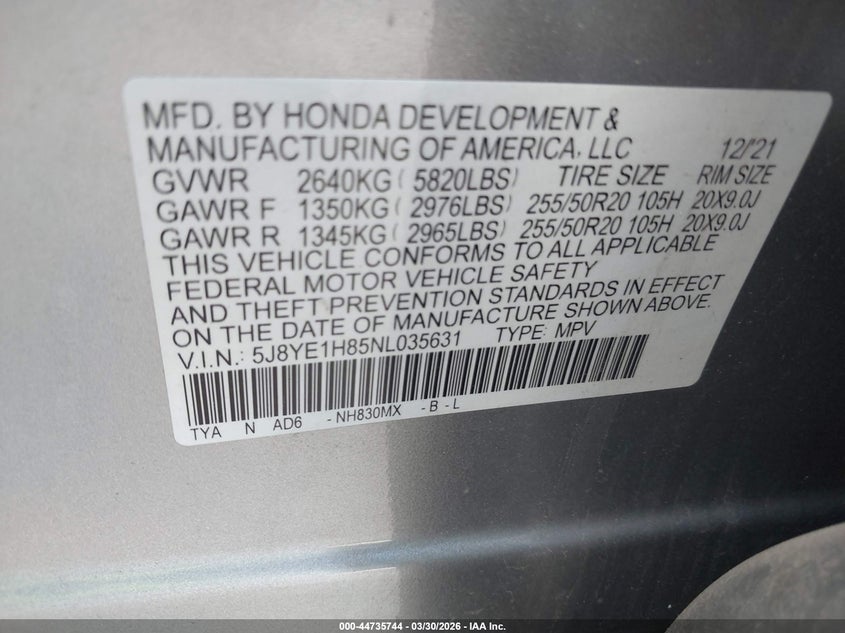 MFD. BY HONDA DEVELOPMENT &
MANUFACTURING OF AMERICA, LLC 12/'21
GVWR 2640KG ( 5820LBS) TIRE SIZE RIM SIZE
GAWR F 1350KG ( 2976LBS) 255/50R20 105H 20X9.0J
GAWR R 1345KG ( 2965LBS) 255/50R20 105H 20X9.0J
THIS VEHICLE CONFORMS TO ALL APPLICABLE
FEDERAL MOTOR VEHICLE SAFETY
AND THEFT PREVENTION STANDARDS IN EFFECT
ON THE DATE OF MANUFACTURE SHOWN ABOVE.
V.I.N.: 5J8YE1H85NL035631 TYPE: MPV
TYA N AD6 - NH830MX - B - L
000-44735744 — 03/30/2026 — IAA Inc.